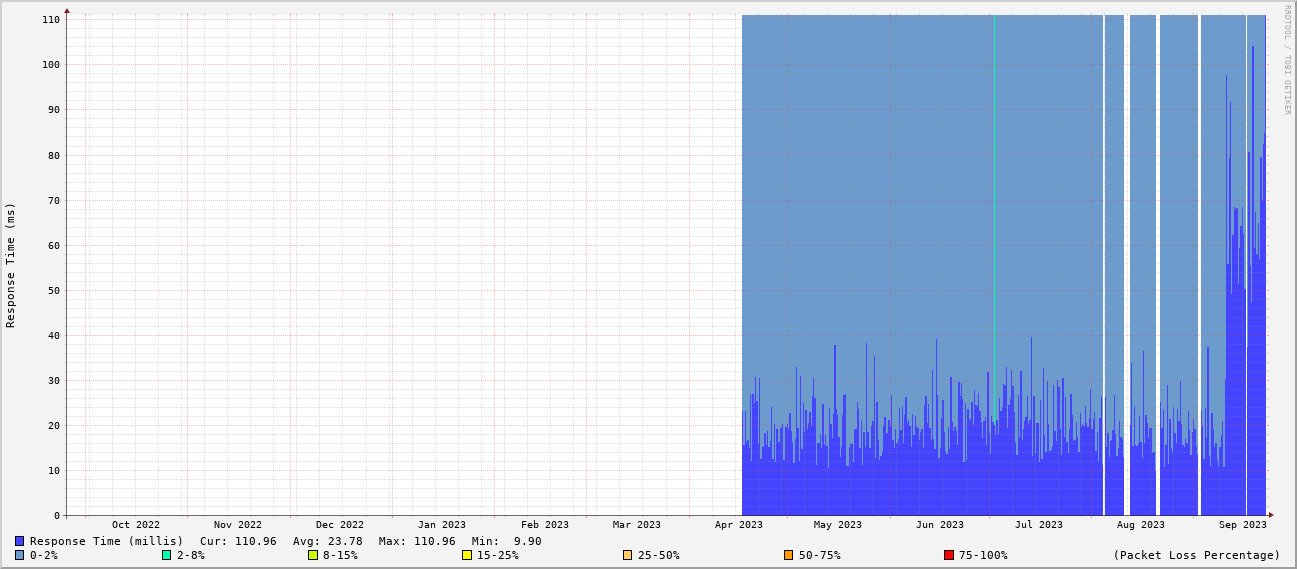 RRDTOOL / TOBI OETIKER
Response Time (ms)
110
100
90
80
70
60
50
40
30
20
10
0
Oct 2022 Nov 2022 Dec 2022 Jan 2023 Feb 2023 Mar 2023 Apr 2023 May 2023 Jun 2023 Jul 2023 Aug 2023 Sep 2023
Response Time (millis) Cur: 110.96 Avg: 23.78 Max: 110.96 Min: 9.90
0-2% 2-8% 8-15% 15-25% 25-50% 50-75% 75-100% (Packet Loss Percentage)